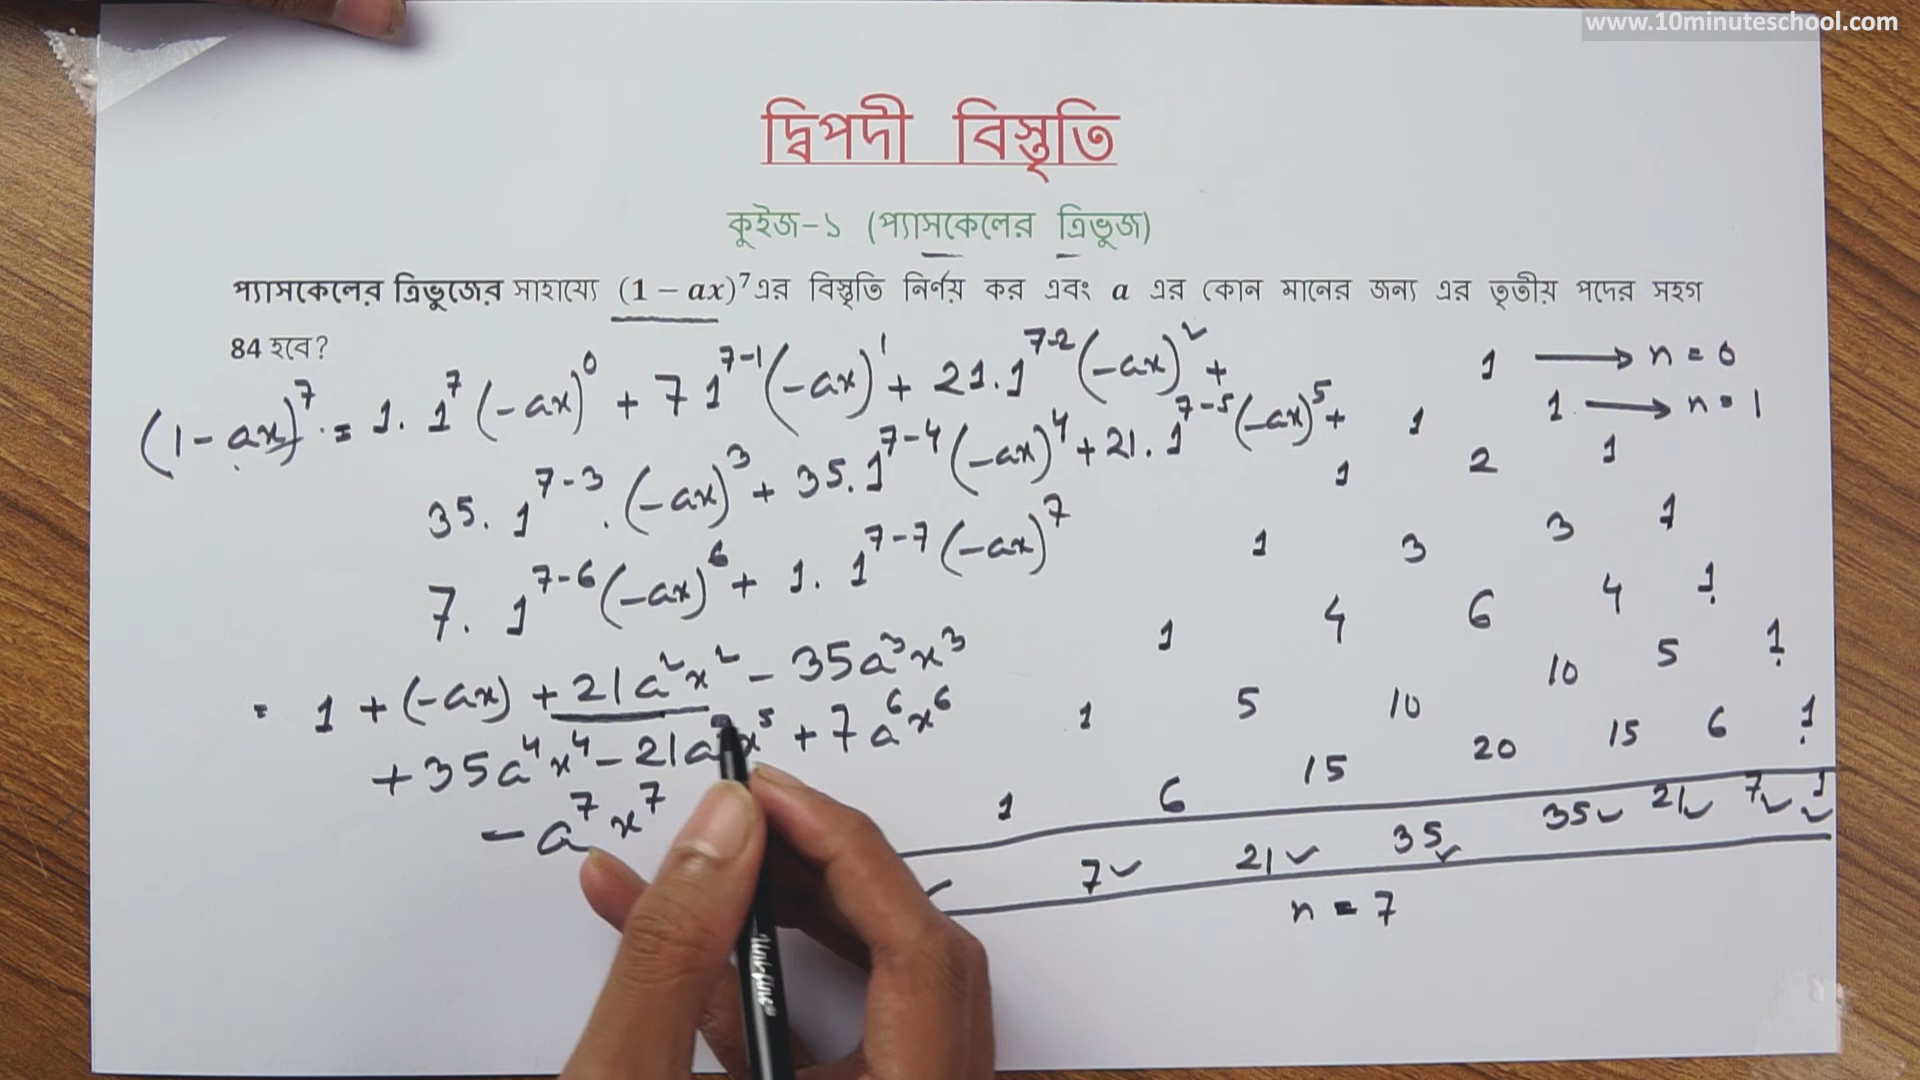 www.10minuteschool.com
দ্বিপদী বিস্তৃতি
কুইজ-১ (প্যাসকেলের ত্রিভুজ)
প্যাসকেলের ত্রিভুজের সাহায্যে (1 − ax)⁷ এর বিস্তৃতি নির্ণয় কর এবং a এর কোন মানের জন্য এর তৃতীয় পদের সহগ
84 হবে?
(1-ax)⁷ = 1. 1⁷ (-ax)⁰ + 7 1⁷⁻¹ (-ax)¹ + 21. 1⁷⁻² (-ax)² +
35. 1⁷⁻³ . (-ax)³ + 35. 1⁷⁻⁴ (-ax)⁴ + 21. 1⁷⁻⁵ (-ax)⁵ +
7. 1⁷⁻⁶ (-ax)⁶ + 1. 1⁷⁻⁷ (-ax)⁷
= 1 + (-ax) + 21a²x² - 35a³x³
+ 35a⁴x⁴ - 21a x⁵ + 7a⁶x⁶
- a⁷x⁷
1 → n = 0
1 1 → n = 1
1 2 1
1 3 3 1
1 4 6 4 1
1 5 10 10 5 1
1 6 15 20 15 6 1
7 21 35 35 21 7 1
n = 7